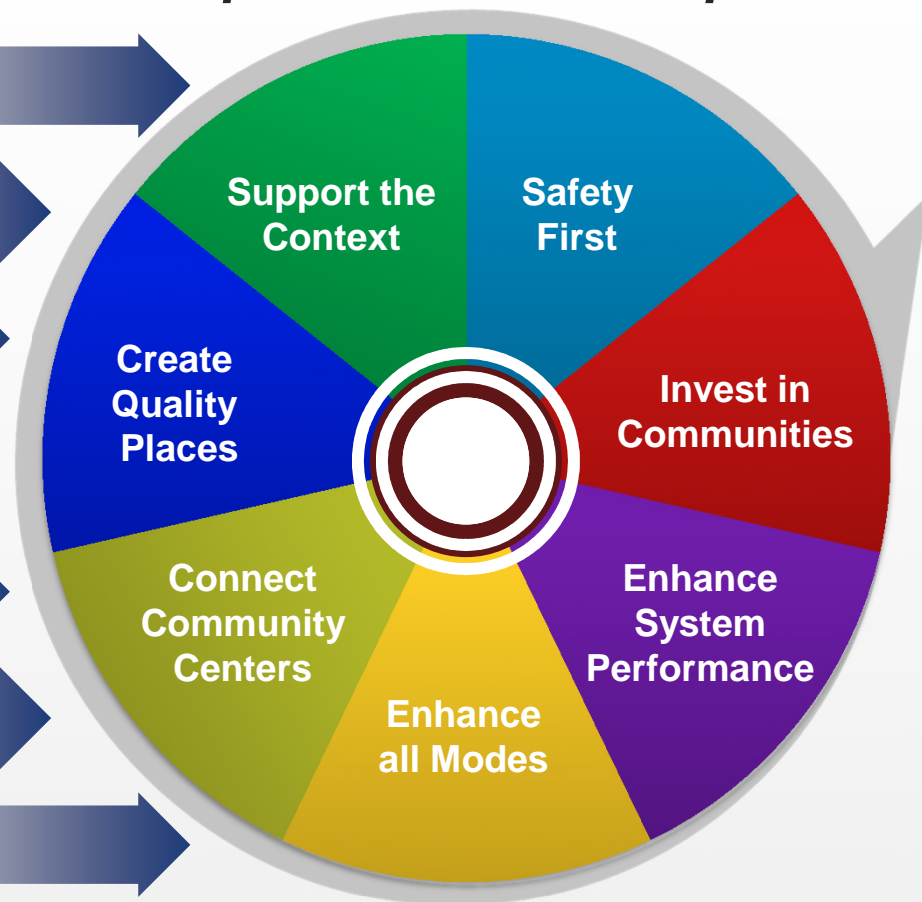 Support the
Context
Safety
First
Invest in
Communities
Enhance
System
Performance
Enhance
all Modes
Connect
Community
Centers
Create
Quality
Places